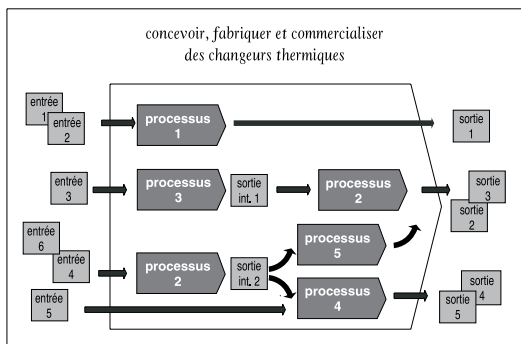 concevoir, fabriquer et commercialiser
des changeurs thermiques
entrée
1
entrée
2
processus
1
sortie
1
entrée
3
processus
3
sortie
int. 1
processus
2
sortie
3
sortie
2
entrée
6
entrée
4
processus
2
sortie
int. 2
processus
5
entrée
5
processus
4
sortie
4
sortie
5